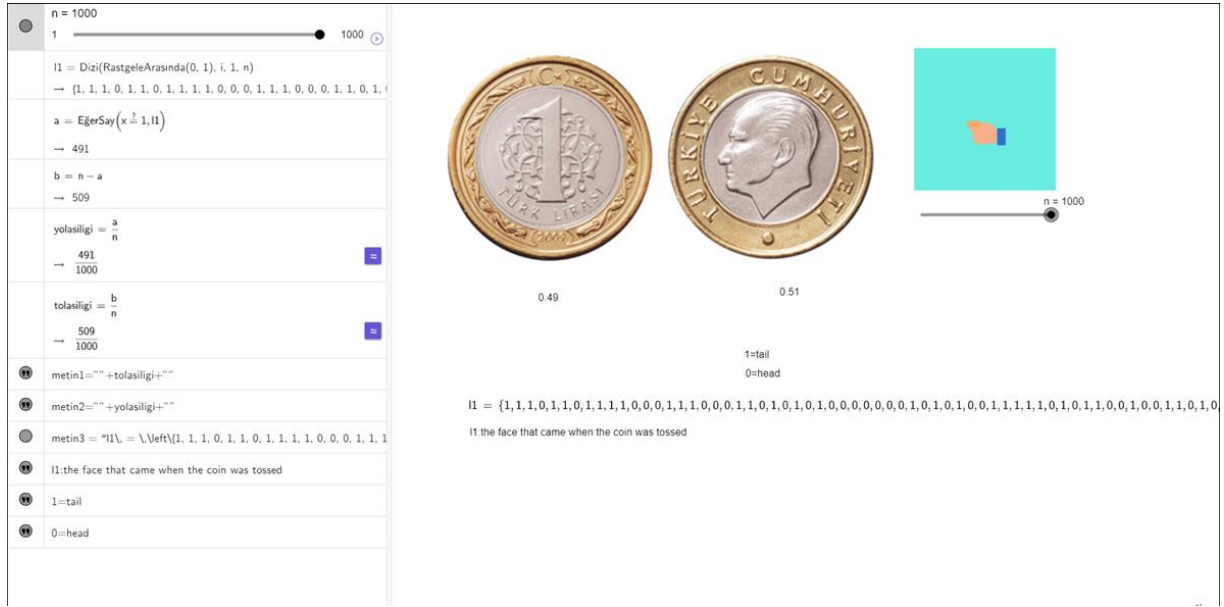 n = 1000
1
1000
l1 = Dizi(RastgeleArasında(0, 1), i, 1, n)
→ {1, 1, 1, 0, 1, 1, 0, 1, 1, 1, 1, 0, 0, 0, 1, 1, 1, 0, 0, 0, 1, 1, 0, 1,
a = EğerSay(x ≟ 1, l1)
→ 491
b = n − a
→ 509
yolasiligi = a/n
→ 491/1000
≈
tolasiligi = b/n
→ 509/1000
≈
metin1=""+tolasiligi+""
metin2=""+yolasiligi+""
metin3 = "l1\, = \,\left\{1, 1, 1, 0, 1, 1, 0, 1, 1, 1, 1, 0, 0, 0, 1, 1, 1
l1:the face that came when the coin was tossed
1=tail
0=head
1
TÜRK LİRASI
2009
TÜRKİYE CUMHURİYETİ
n = 1000
0.49
0.51
1=tail
0=head
l1 = {1,1,1,0,1,1,0,1,1,1,1,0,0,0,1,1,1,0,0,0,1,1,0,1,0,1,0,1,0,0,0,0,0,0,0,1,0,1,0,1,0,1,1,1,1,1,0,1,0,1,1,0,0,1,0,0,1,1,0,1,0,
l1:the face that came when the coin was tossed